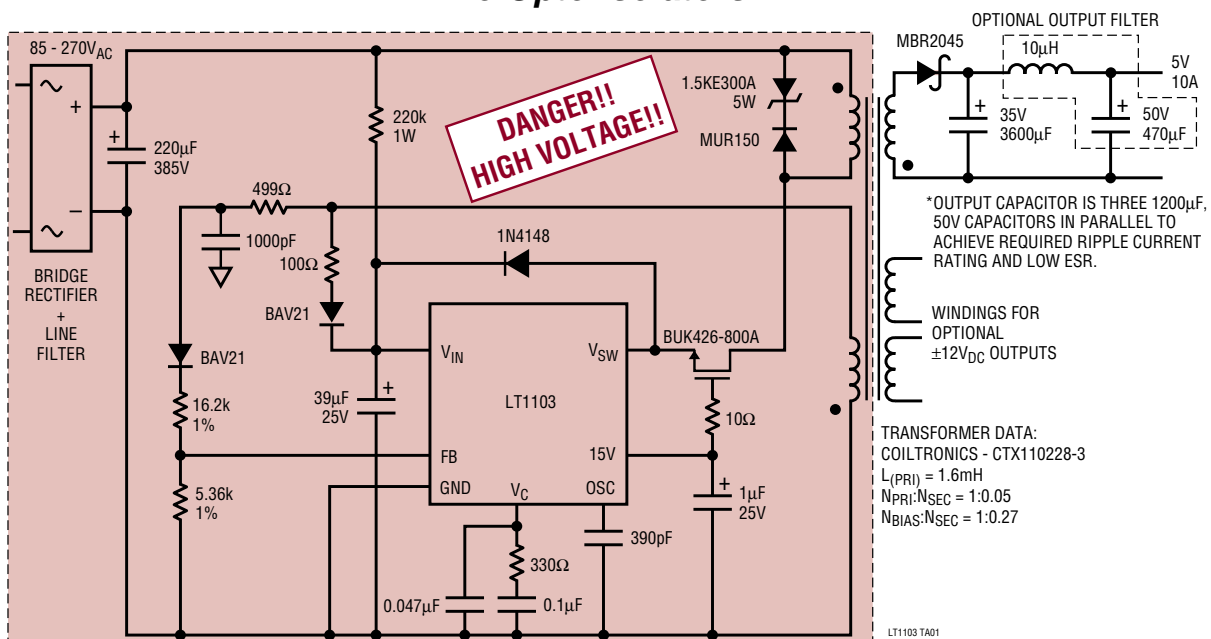 OPTIONAL OUTPUT FILTER
85 - 270VAC
+
–
BRIDGE
RECTIFIER
+
LINE
FILTER
+
220µF
385V
220k
1W
DANGER!!
HIGH VOLTAGE!!
1.5KE300A
5W
MUR150
MBR2045
10µH
5V
10A
+
35V
3600µF
+
50V
470µF
*OUTPUT CAPACITOR IS THREE 1200µF,
50V CAPACITORS IN PARALLEL TO
ACHIEVE REQUIRED RIPPLE CURRENT
RATING AND LOW ESR.
499Ω
1000pF
100Ω
BAV21
1N4148
BAV21
16.2k
1%
5.36k
1%
39µF
25V
+
VIN
VSW
LT1103
FB
15V
GND
VC
OSC
BUK426-800A
10Ω
+
1µF
25V
390pF
330Ω
0.047µF
0.1µF
WINDINGS FOR
OPTIONAL
±12VDC OUTPUTS
TRANSFORMER DATA:
COILTRONICS - CTX110228-3
L(PRI) = 1.6mH
NPRI:NSEC = 1:0.05
NBIAS:NSEC = 1:0.27
LT1103 TA01